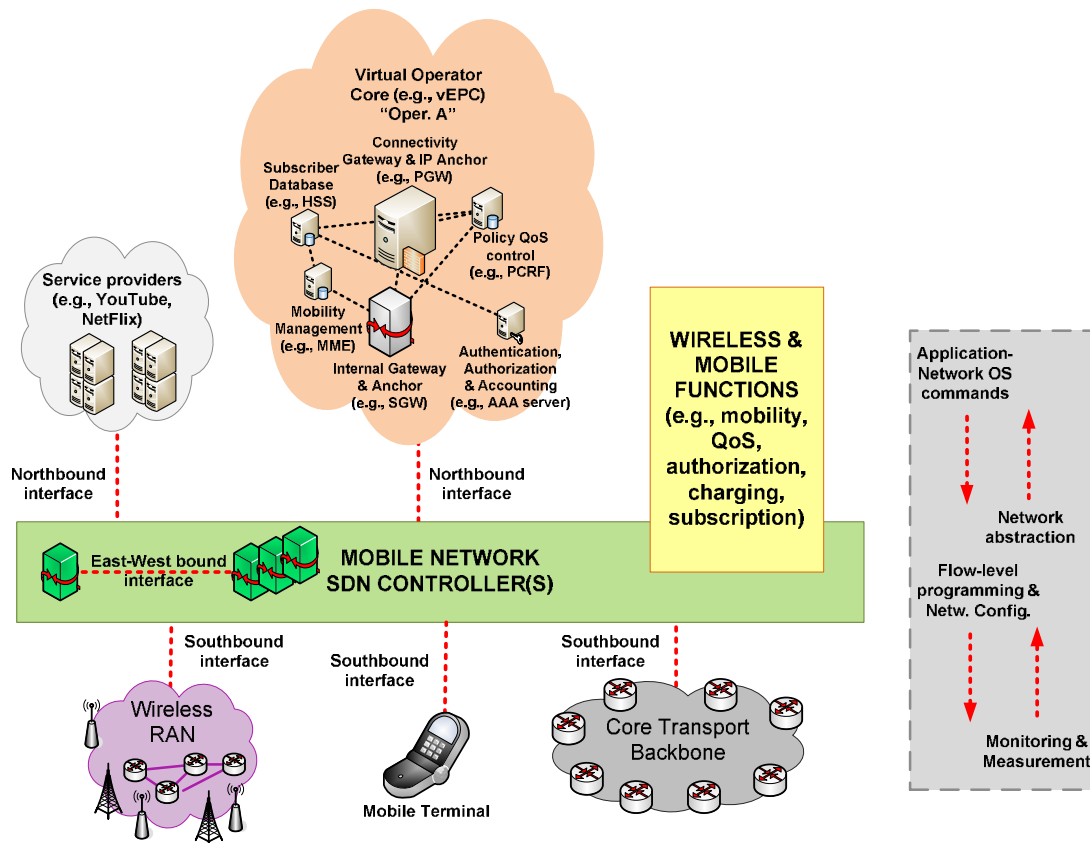 Virtual Operator
Core (e.g., vEPC)
“Oper. A”
Connectivity
Gateway & IP Anchor
(e.g., PGW)
Subscriber
Database
(e.g., HSS)
Policy QoS
control
(e.g., PCRF)
Mobility
Management
(e.g., MME)
Internal Gateway
& Anchor
(e.g., SGW)
Authentication,
Authorization
& Accounting
(e.g., AAA server)
Service providers
(e.g., YouTube,
NetFlix)
WIRELESS &
MOBILE
FUNCTIONS
(e.g., mobility,
QoS,
authorization,
charging,
subscription)
Northbound
interface
Northbound
interface
East-West bound
interface
MOBILE NETWORK
SDN CONTROLLER(S)
Southbound
interface
Southbound
interface
Southbound
interface
Wireless
RAN
Mobile Terminal
Core Transport
Backbone
Application-
Network OS
commands
Network
abstraction
Flow-level
programming &
Netw. Config.
Monitoring &
Measurement